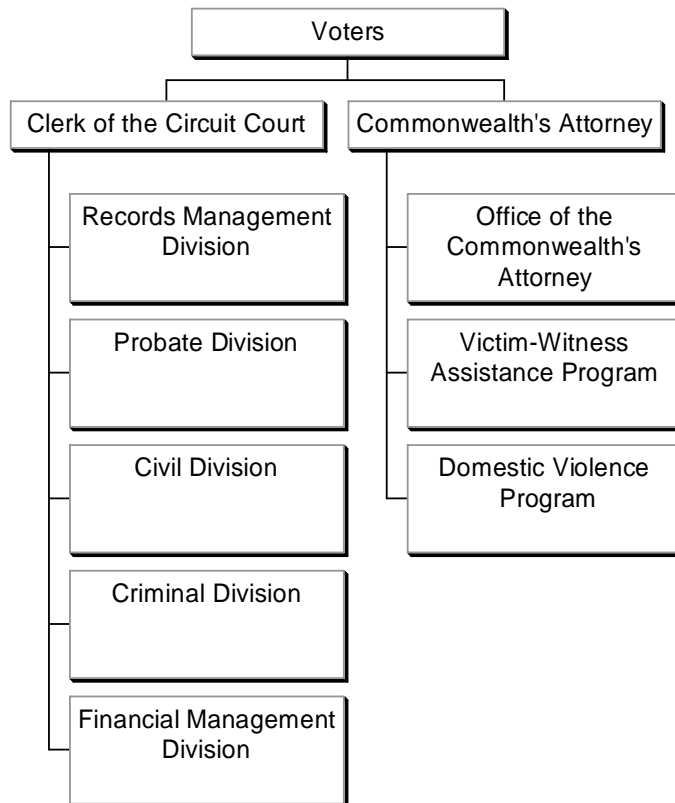 Voters
Clerk of the Circuit Court
Commonwealth's Attorney
Records Management
Division
Probate Division
Civil Division
Criminal Division
Financial Management
Division
Office of the
Commonwealth's
Attorney
Victim-Witness
Assistance Program
Domestic Violence
Program